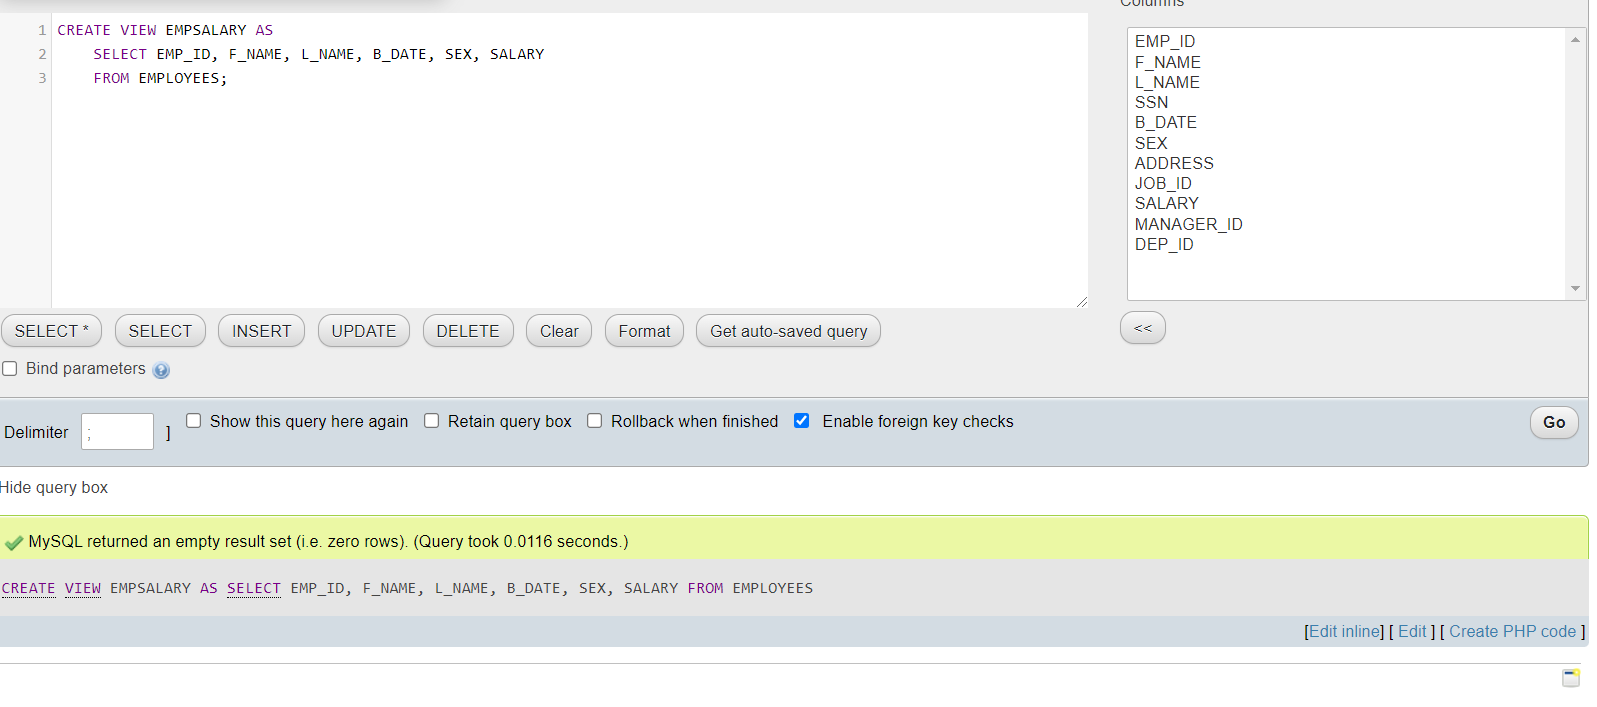 Columns
1 CREATE VIEW EMPSALARY AS
2 SELECT EMP_ID, F_NAME, L_NAME, B_DATE, SEX, SALARY
3 FROM EMPLOYEES;
EMP_ID
F_NAME
L_NAME
SSN
B_DATE
SEX
ADDRESS
JOB_ID
SALARY
MANAGER_ID
DEP_ID
SELECT * SELECT INSERT UPDATE DELETE Clear Format Get auto-saved query <<
Bind parameters ?
Delimiter ; ] Show this query here again Retain query box Rollback when finished Enable foreign key checks Go
Hide query box
MySQL returned an empty result set (i.e. zero rows). (Query took 0.0116 seconds.)
CREATE VIEW EMPSALARY AS SELECT EMP_ID, F_NAME, L_NAME, B_DATE, SEX, SALARY FROM EMPLOYEES
[Edit inline] [ Edit ] [ Create PHP code ]